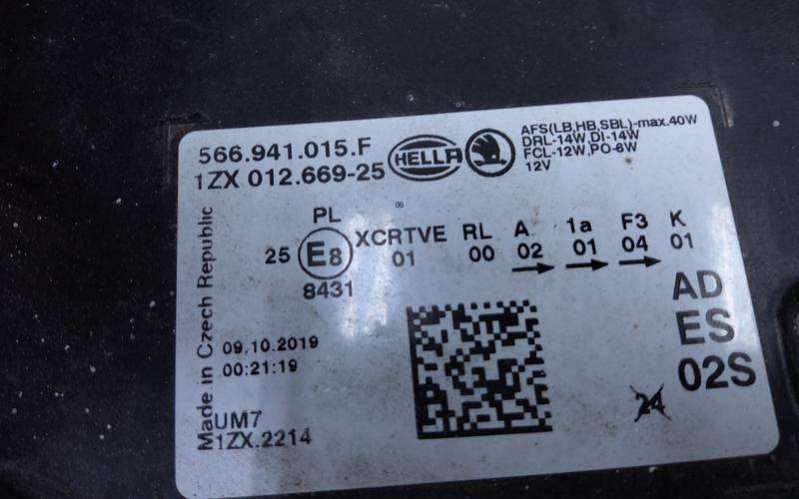 566.941.015.F
1ZX 012.669-25
HELLA
AFS(LB,HB,SBL)-max.40W
DRL-14W,DI-14W
FCL-12W,PO-6W
12V
PL
25 E8 XCRTVE RL A 1a F3 K
01 00 02 01 04 01
8431
AD
ES
02S
Made in Czech Republic
09.10.2019
00:21:19
24
UM7
1ZX.2214